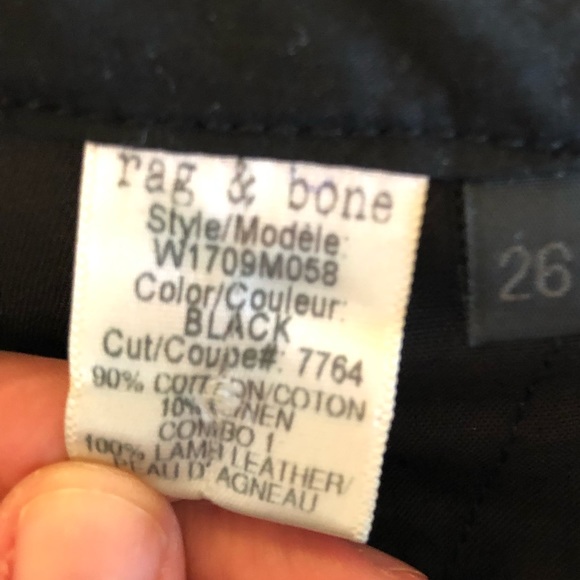 rag & bone
Style/Modèle:
W1709M058
Color/Couleur:
BLACK
Cut/Coupe#: 7764
90% COTTON/COTON
10% LINEN
COMBO 1
100% LAMB LEATHER/
PEAU D'AGNEAU
26